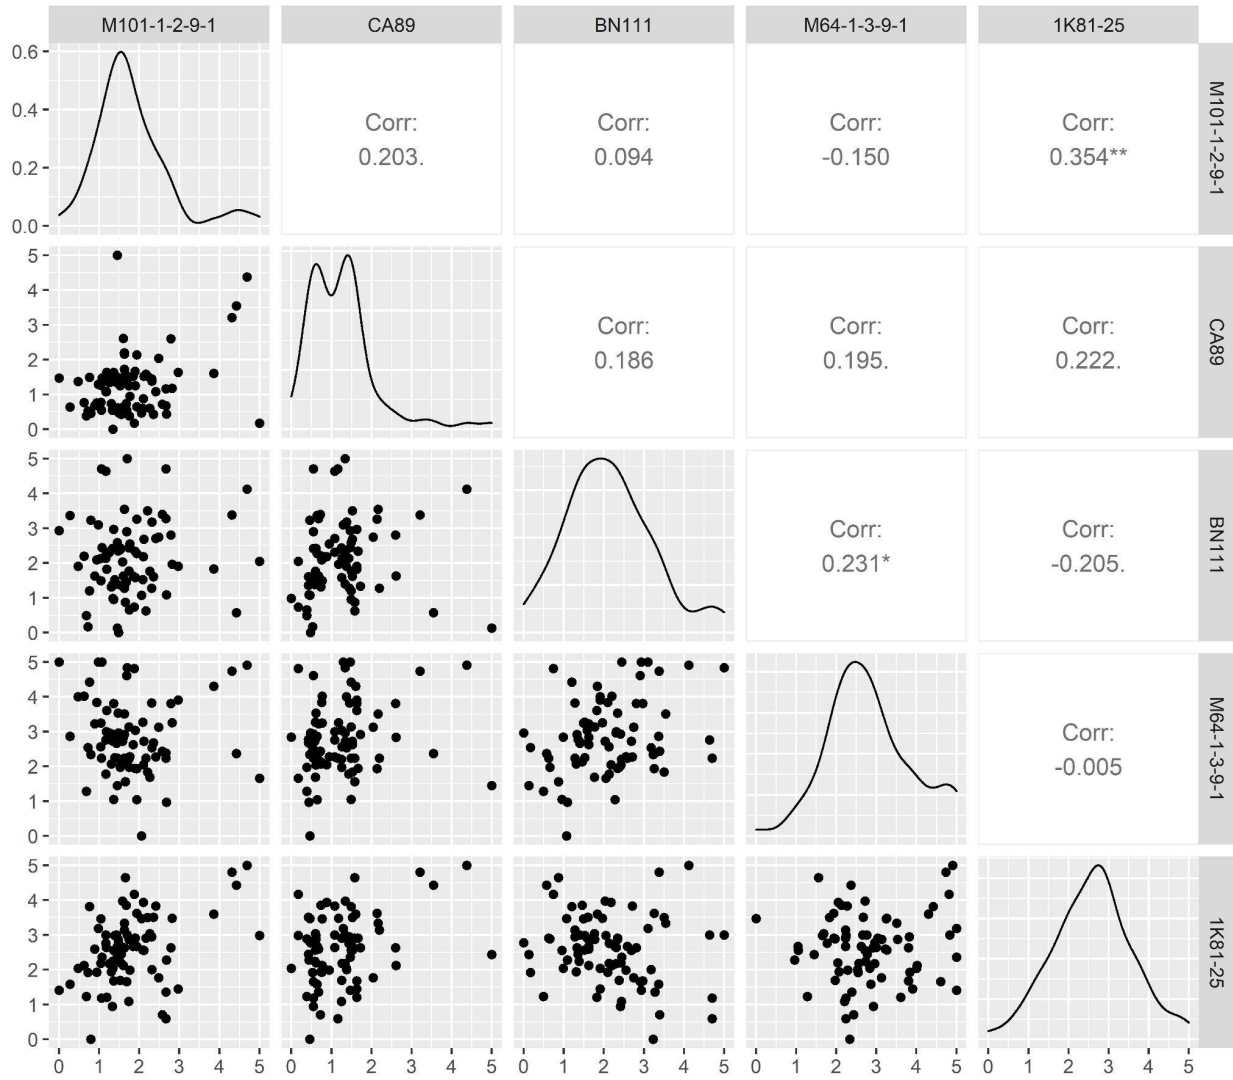 M101-1-2-9-1 CA89 BN111 M64-1-3-9-1 1K81-25
0.6
0.4
0.2
0.0
Corr:
0.203.
Corr:
0.094
Corr:
-0.150
Corr:
0.354**
M101-1-2-9-1
5
4
3
2
1
0
Corr:
0.186
Corr:
0.195.
Corr:
0.222.
CA89
5
4
3
2
1
0
Corr:
0.231*
Corr:
-0.205.
BN111
5
4
3
2
1
0
Corr:
-0.005
M64-1-3-9-1
5
4
3
2
1
0
1K81-25
0 1 2 3 4 5 0 1 2 3 4 5 0 1 2 3 4 5 0 1 2 3 4 5 0 1 2 3 4 5